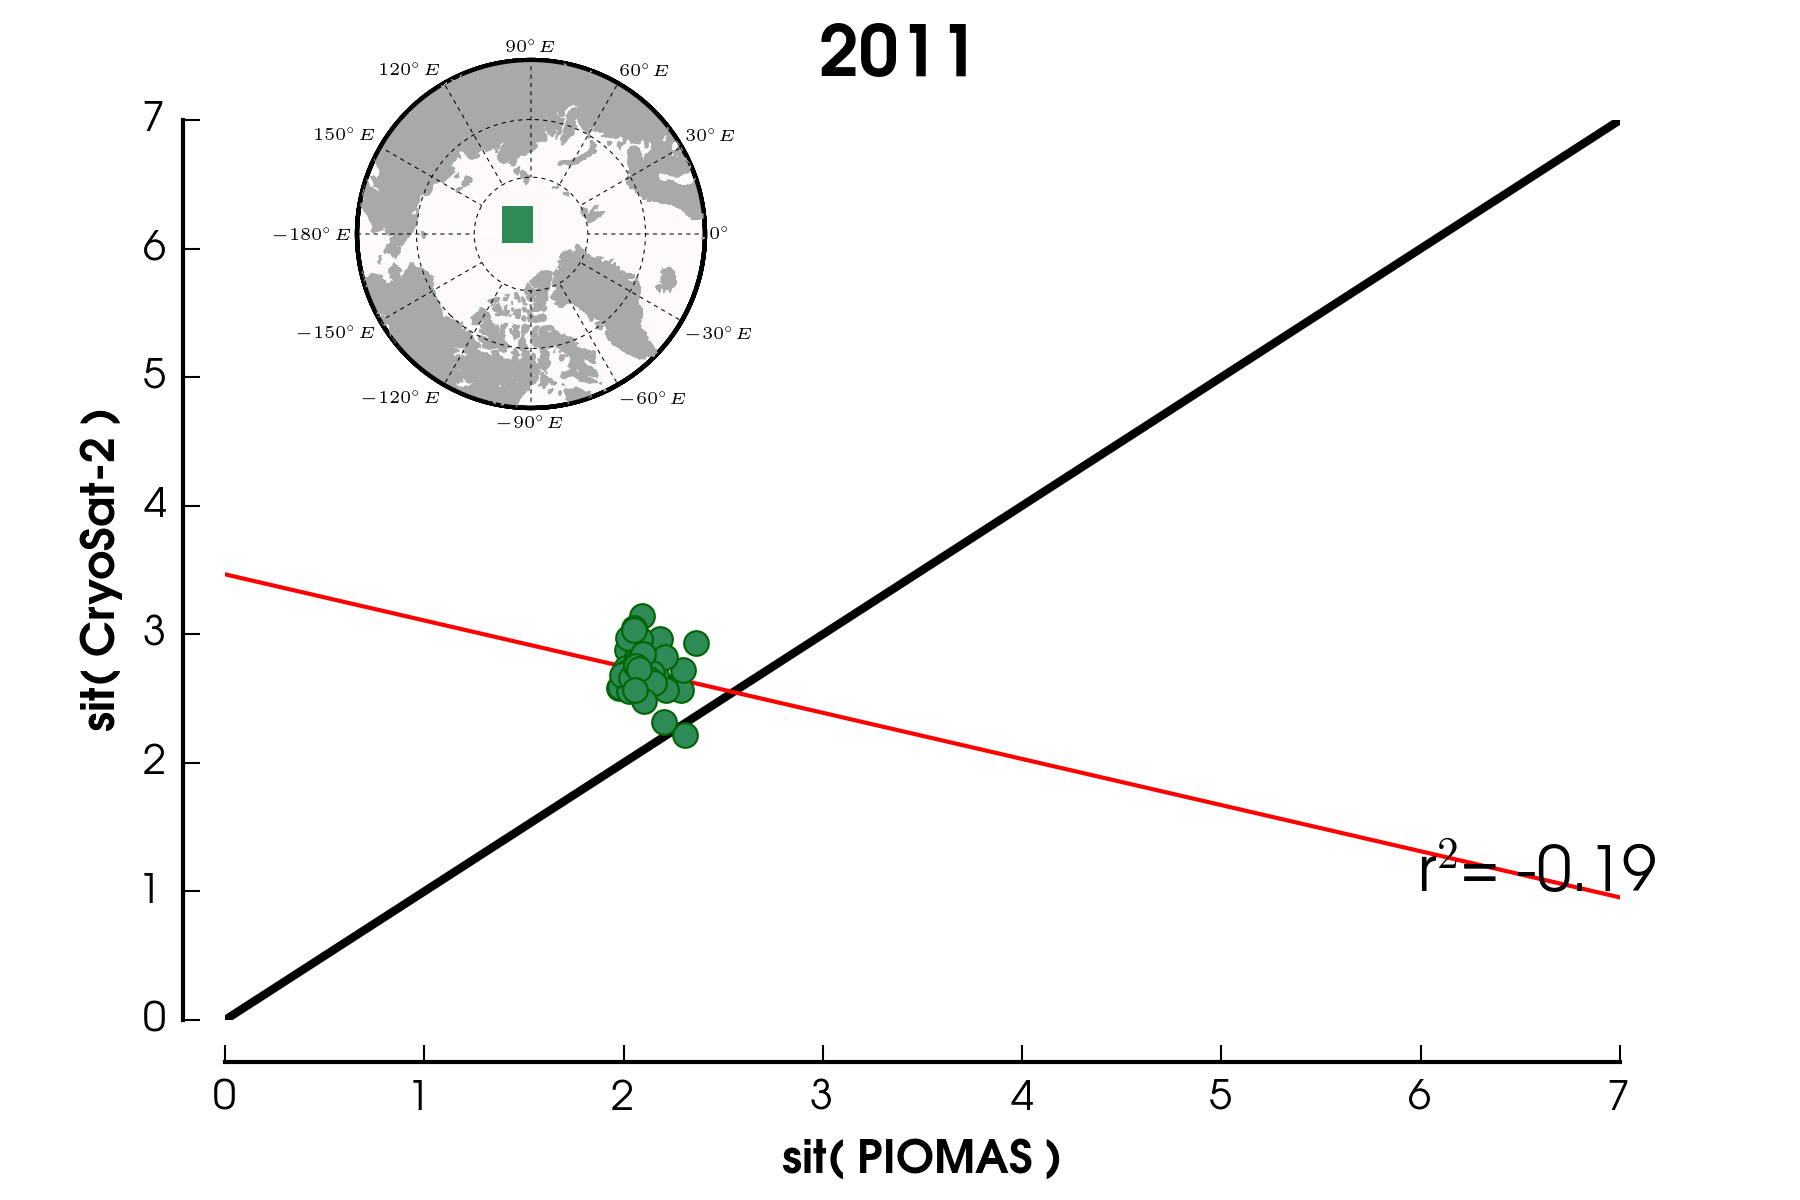 2011
90° E
120° E
60° E
150° E
30° E
−180° E
0°
−150° E
−30° E
−120° E
−60° E
−90° E
7
6
5
4
3
2
1
0
sit( CryoSat-2 )
r²= -0.19
0 1 2 3 4 5 6 7
sit( PIOMAS )